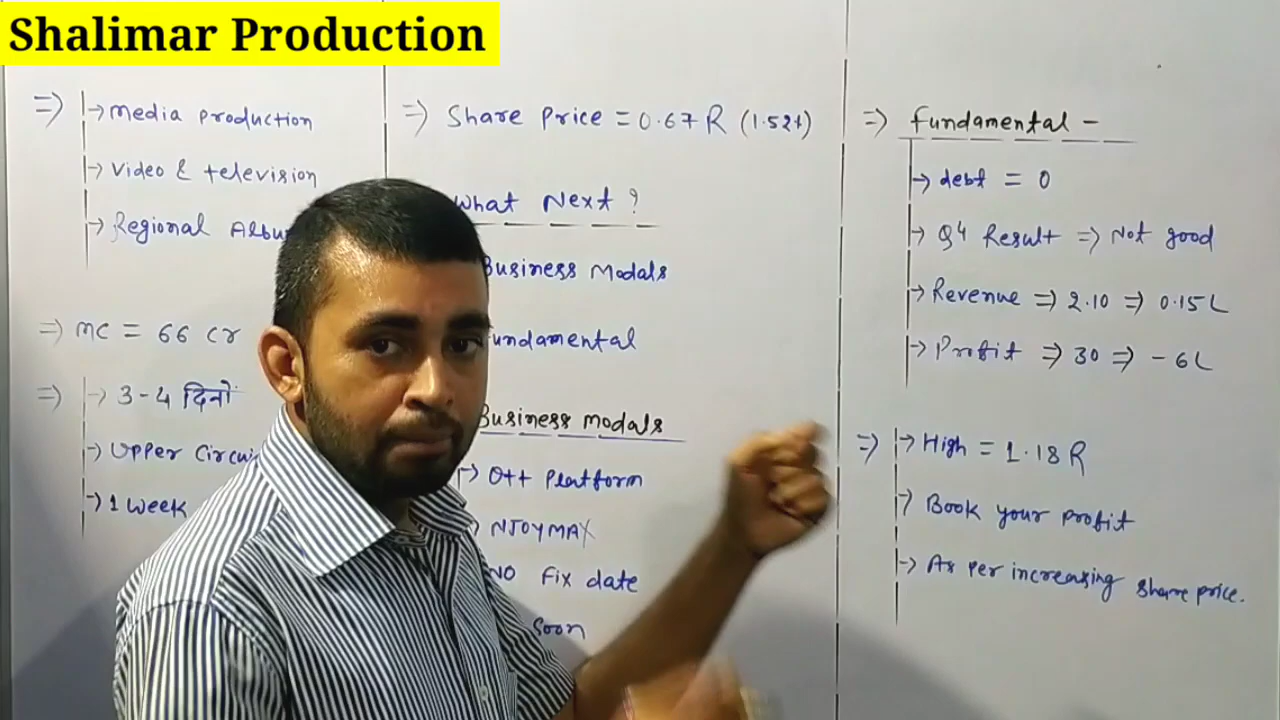 Shalimar Production
=> → Media production
→ Video & television
→ Regional
=> MC = 66 Cr
=> → 3-4 दिनों
→ Upper
→ 1 Week
=> Share Price = 0.67 R (1.52+)
What Next ?
Business Modals
Fundamental
Business Modals
→ Ott Platform
→ NJOYMAX
NO Fix date
Soon
=> Fundamental -
→ debt = 0
→ Q4 Result => Not good
→ Revenue => 2.10 => 0.15 L
→ Profit => 30 => - 6 L
=> → High = 1.18 R
→ Book your profit
→ As per increasing share price.